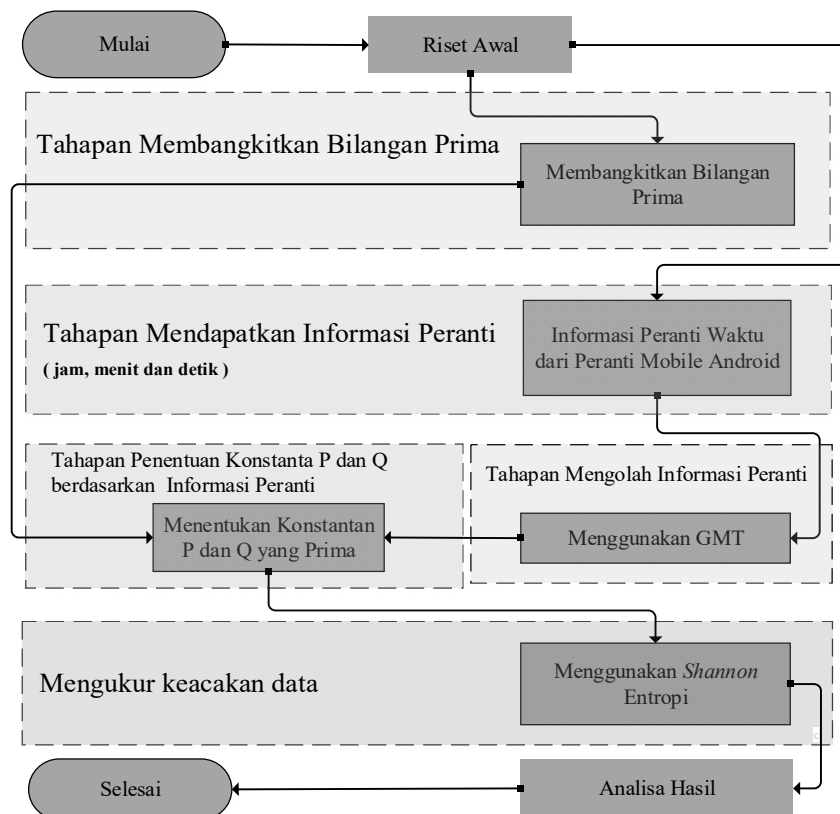 Mulai
Riset Awal
Tahapan Membangkitkan Bilangan Prima
Membangkitkan Bilangan
Prima
Tahapan Mendapatkan Informasi Peranti
( jam, menit dan detik )
Informasi Peranti Waktu
dari Peranti Mobile Android
Tahapan Penentuan Konstanta P dan Q
berdasarkan Informasi Peranti
Menentukan Konstantan
P dan Q yang Prima
Tahapan Mengolah Informasi Peranti
Menggunakan GMT
Mengukur keacakan data
Menggunakan Shannon
Entropi
Selesai
Analisa Hasil